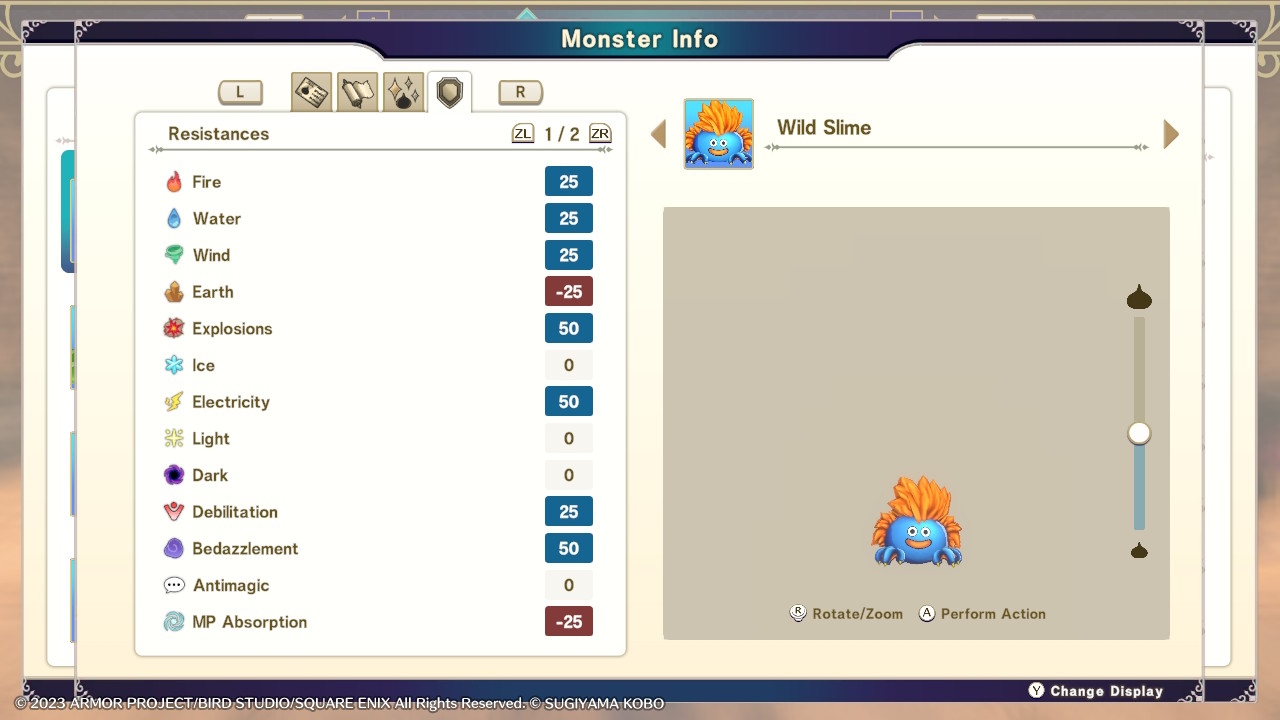 Monster Info
L
R
Resistances
ZL 1 / 2 ZR
Fire 25
Water 25
Wind 25
Earth -25
Explosions 50
Ice 0
Electricity 50
Light 0
Dark 0
Debilitation 25
Bedazzlement 50
Antimagic 0
MP Absorption -25
Wild Slime
R Rotate/Zoom A Perform Action
Y Change Display
© 2023 ARMOR PROJECT/BIRD STUDIO/SQUARE ENIX All Rights Reserved. © SUGIYAMA KOBO